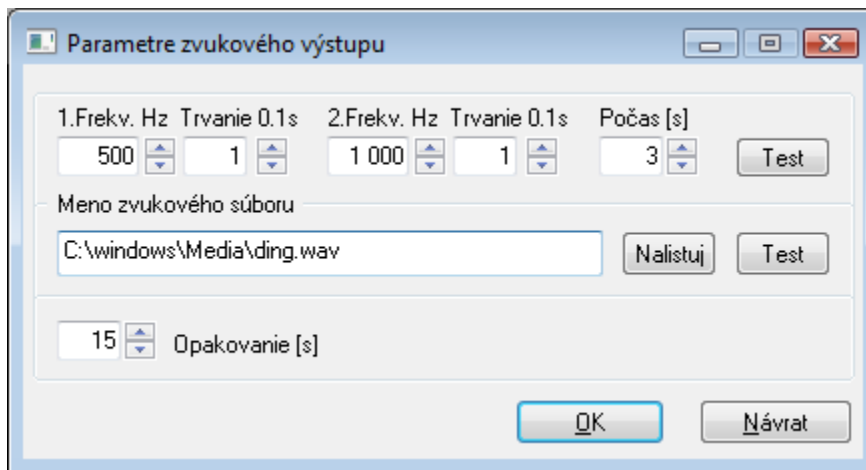 Parametre zvukového výstupu
1.Frekv. Hz Trvanie 0.1s 2.Frekv. Hz Trvanie 0.1s Počas [s]
500 1 1 000 1 3 Test
Meno zvukového súboru
C:\windows\Media\ding.wav Nalistuj Test
15 Opakovanie [s]
OK Návrat